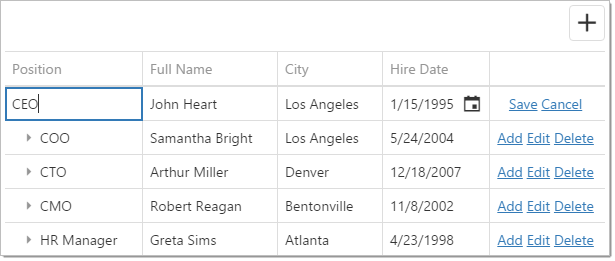 Position Full Name City Hire Date
CEO John Heart Los Angeles 1/15/1995 Save Cancel
COO Samantha Bright Los Angeles 5/24/2004 Add Edit Delete
CTO Arthur Miller Denver 12/18/2007 Add Edit Delete
CMO Robert Reagan Bentonville 11/8/2002 Add Edit Delete
HR Manager Greta Sims Atlanta 4/23/1998 Add Edit Delete